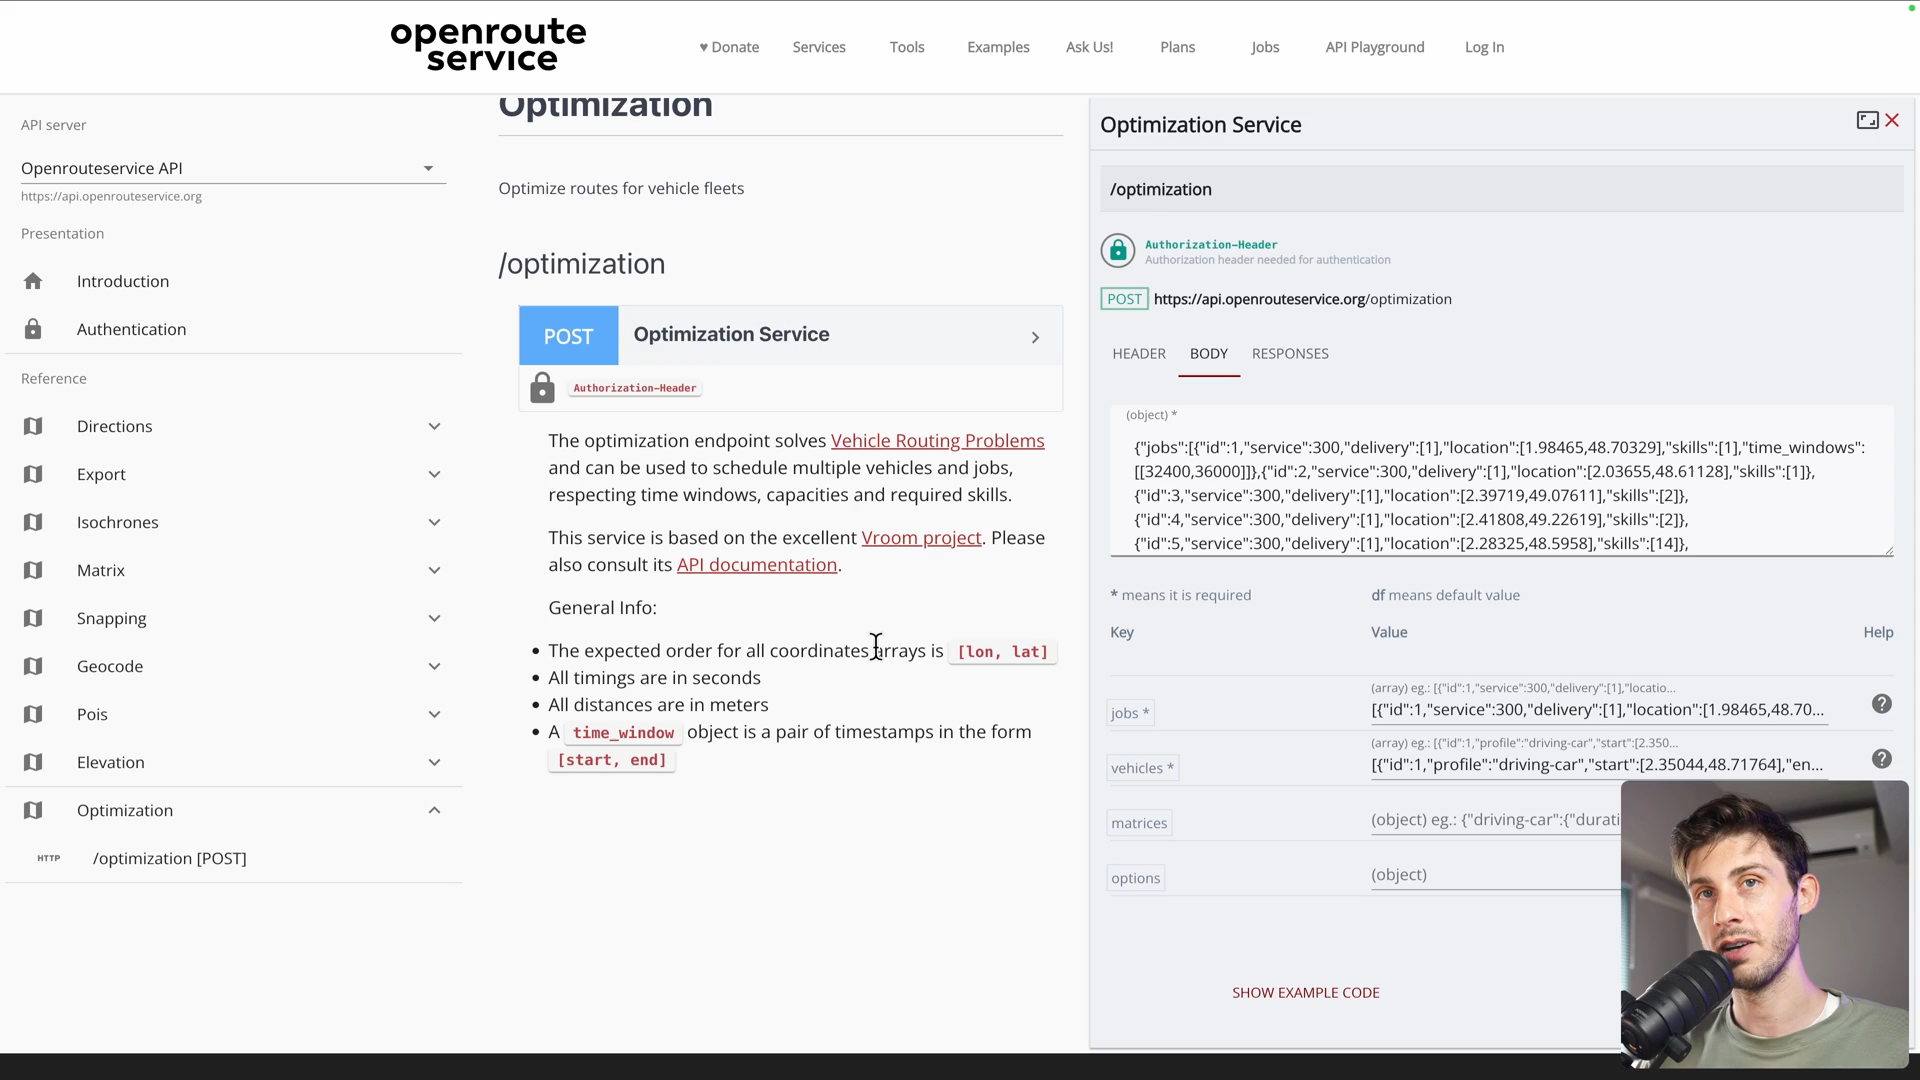 openroute
service
♥ Donate
Services
Tools
Examples
Ask Us!
Plans
Jobs
API Playground
Log In
API server
Openrouteservice API
https://api.openrouteservice.org
Presentation
Introduction
Authentication
Reference
Directions
Export
Isochrones
Matrix
Snapping
Geocode
Pois
Elevation
Optimization
HTTP /optimization [POST]
Optimization
Optimize routes for vehicle fleets
/optimization
POST Optimization Service
Authorization-Header
The optimization endpoint solves Vehicle Routing Problems
and can be used to schedule multiple vehicles and jobs,
respecting time windows, capacities and required skills.
This service is based on the excellent Vroom project. Please
also consult its API documentation.
General Info:
• The expected order for all coordinates arrays is [lon, lat]
• All timings are in seconds
• All distances are in meters
• A time_window object is a pair of timestamps in the form
[start, end]
Optimization Service
/optimization
Authorization-Header
Authorization header needed for authentication
POST https://api.openrouteservice.org/optimization
HEADER BODY RESPONSES
(object) *
{"jobs":[{"id":1,"service":300,"delivery":[1],"location":[1.98465,48.70329],"skills":[1],"time_windows":
[[32400,36000]]},{"id":2,"service":300,"delivery":[1],"location":[2.03655,48.61128],"skills":[1]},
{"id":3,"service":300,"delivery":[1],"location":[2.39719,49.07611],"skills":[2]},
{"id":4,"service":300,"delivery":[1],"location":[2.41808,49.22619],"skills":[2]},
{"id":5,"service":300,"delivery":[1],"location":[2.28325,48.5958],"skills":[14]},
* means it is required
df means default value
Key Value Help
(array) eg.: [{"id":1,"service":300,"delivery":[1],"locatio...
jobs * [{"id":1,"service":300,"delivery":[1],"location":[1.98465,48.70...
(array) eg.: [{"id":1,"profile":"driving-car","start":[2.350...
vehicles * [{"id":1,"profile":"driving-car","start":[2.35044,48.71764],"en...
matrices (object) eg.: {"driving-car":{"durati
options (object)
SHOW EXAMPLE CODE